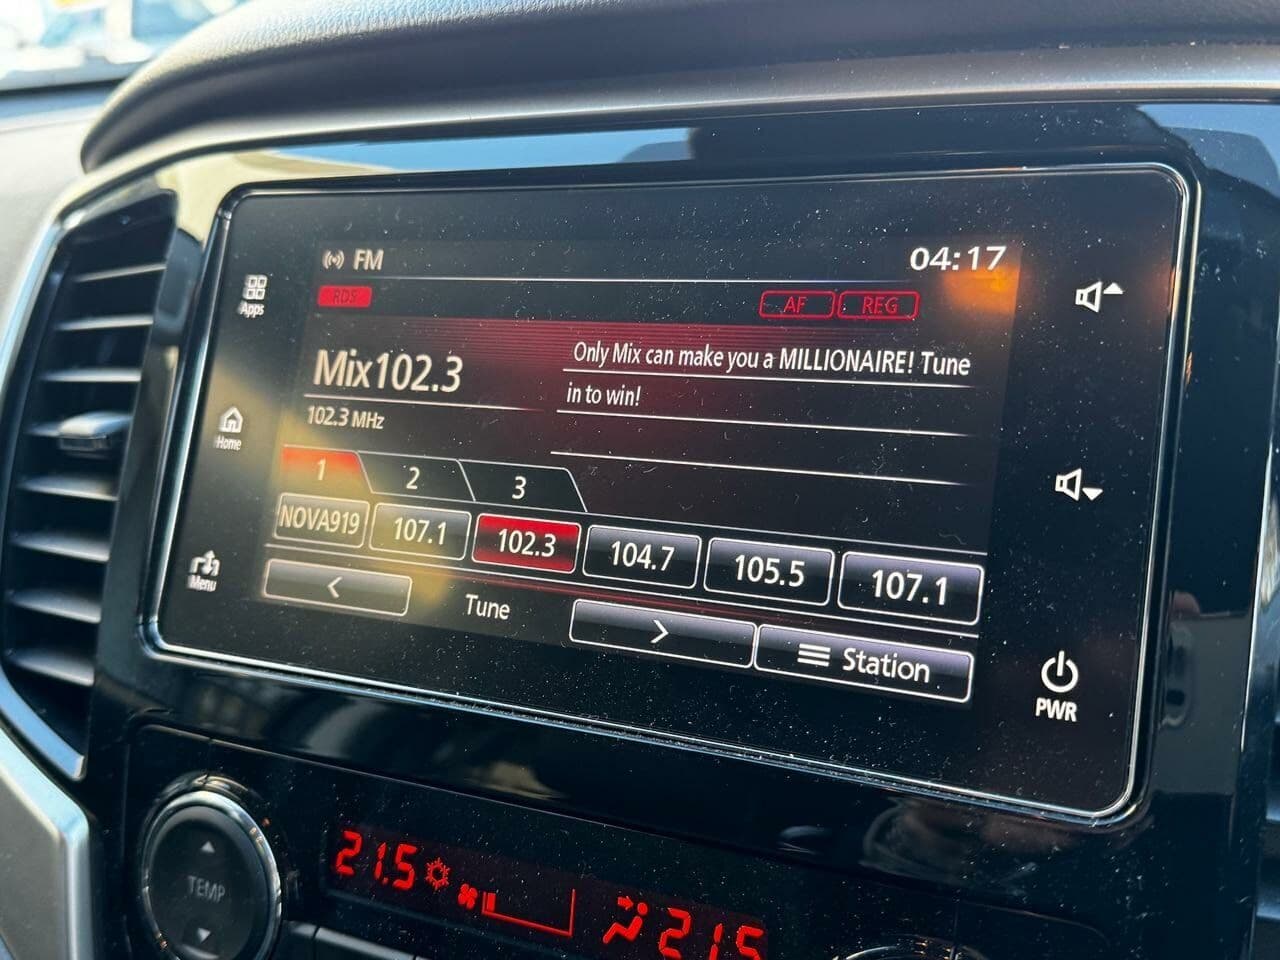 FM
04:17
Apps
RDS
AF
REG
Mix102.3
Only Mix can make you a MILLIONAIRE! Tune
in to win!
102.3 MHz
Home
1
2
3
NOVA919
107.1
102.3
104.7
105.5
107.1
Menu
<
Tune
>
Station
PWR
TEMP
21.5
21.5